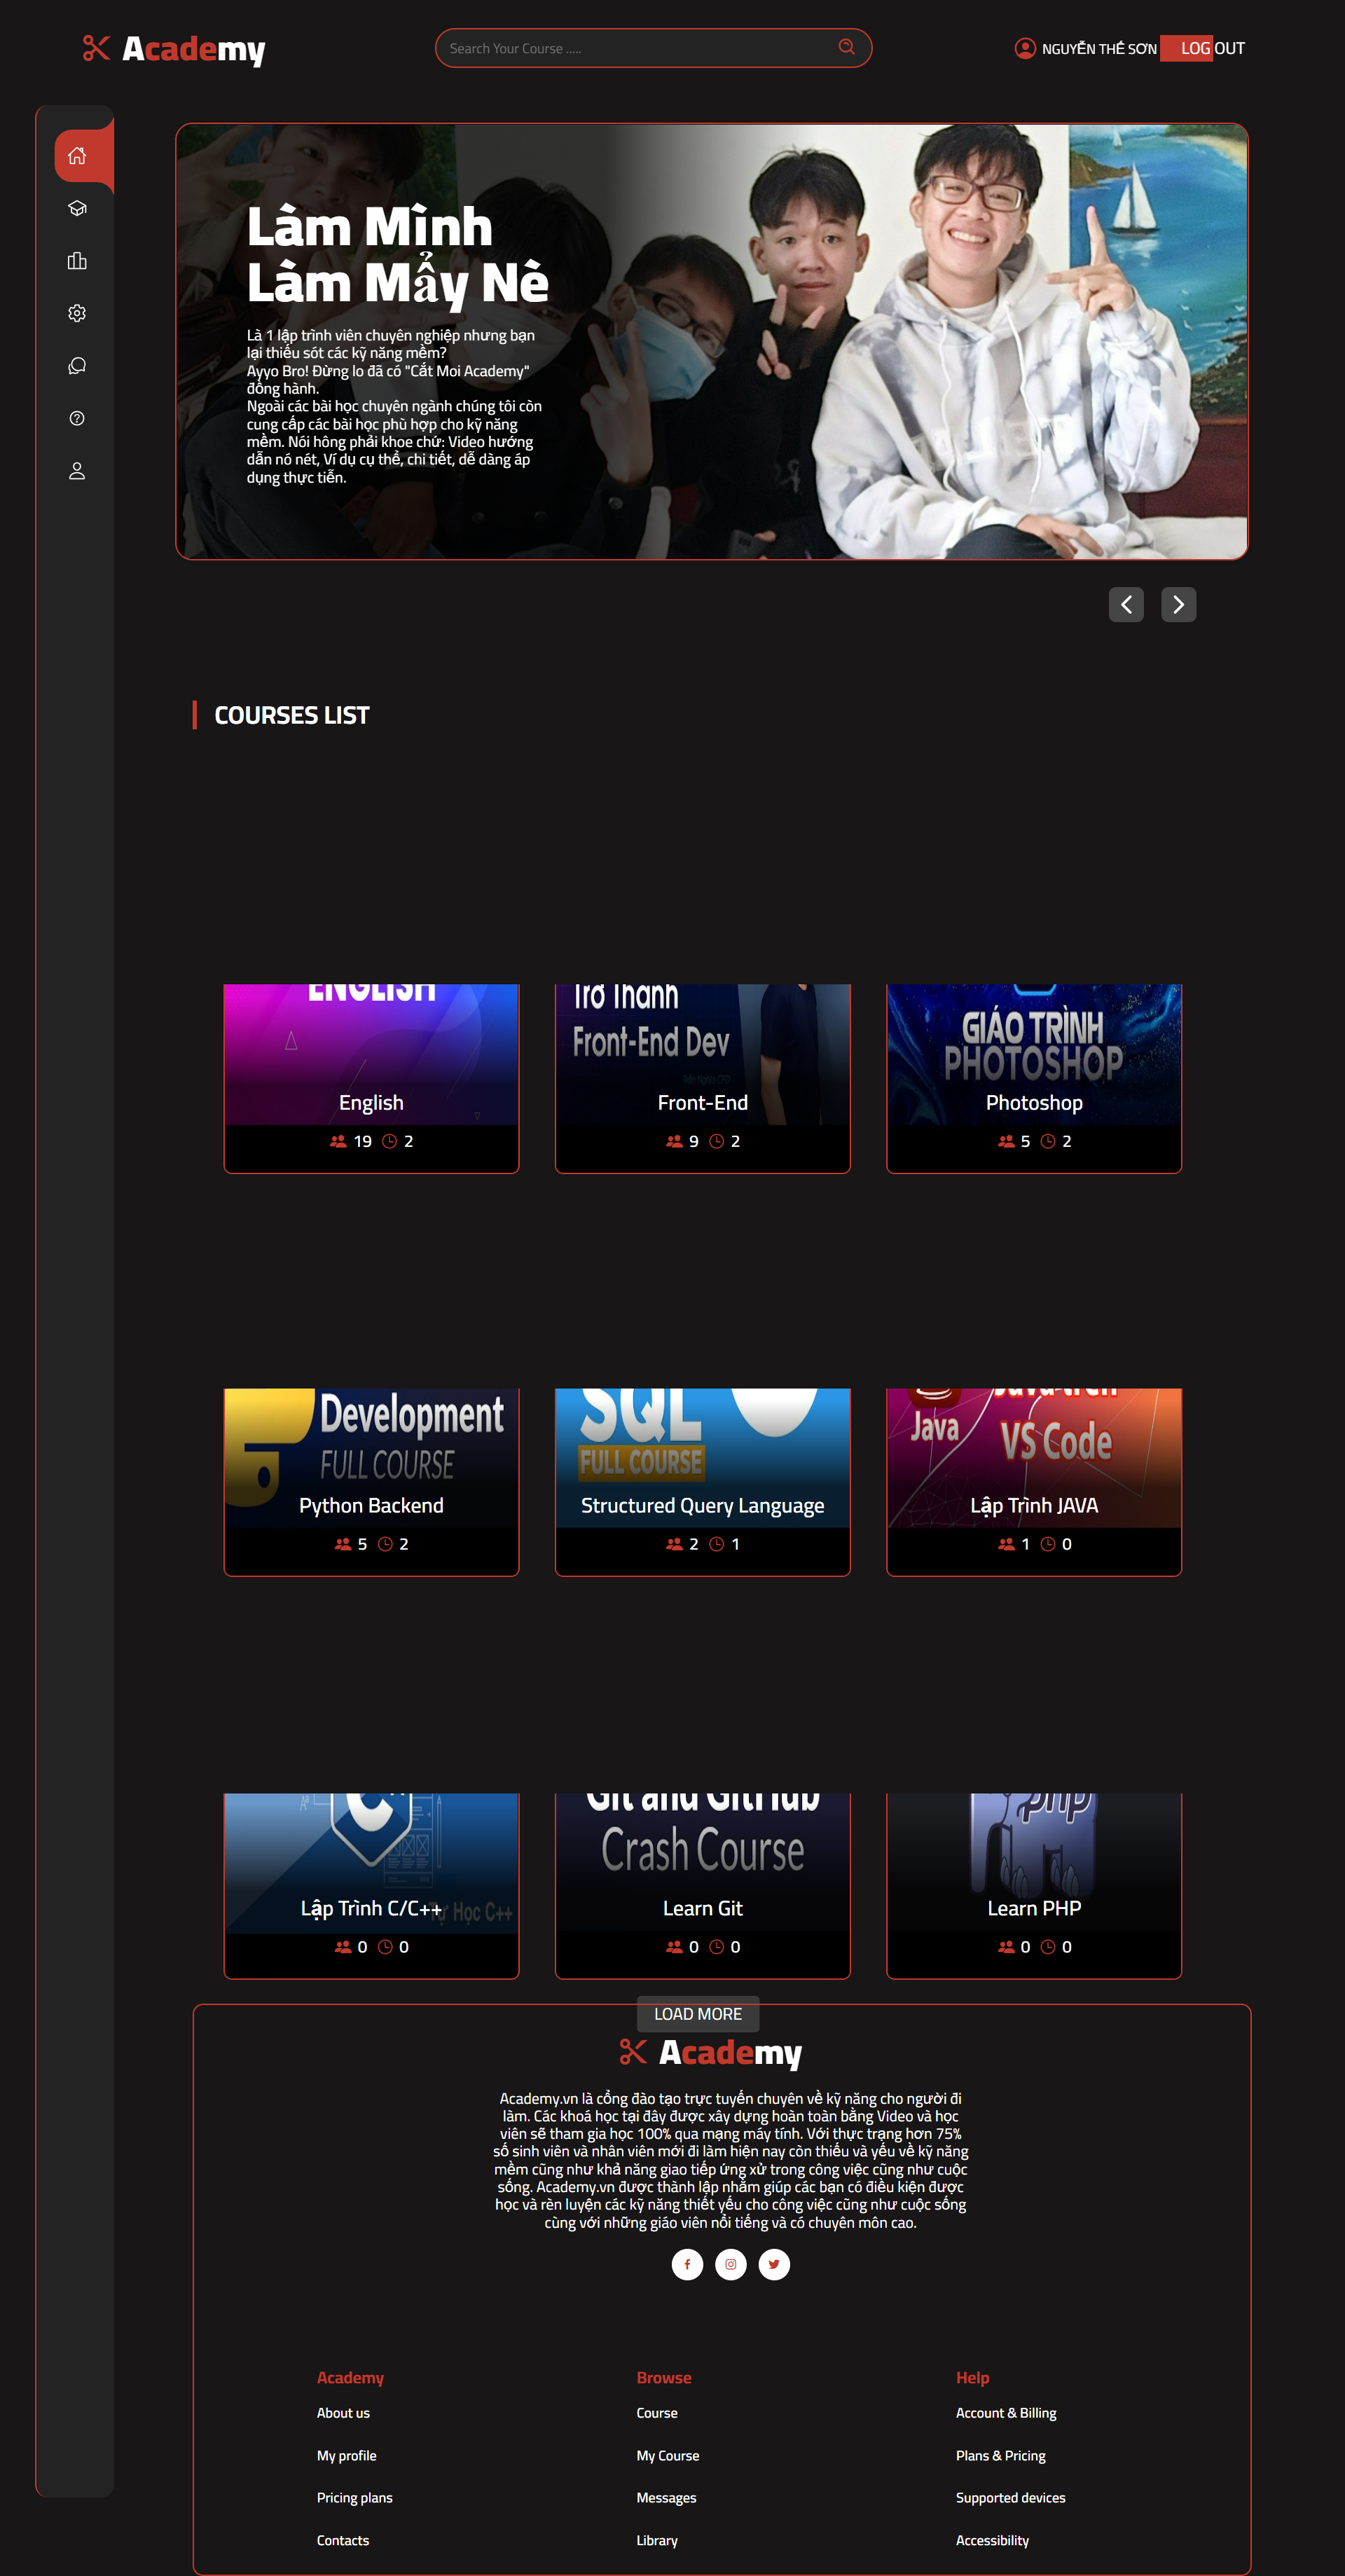 Academy
Search Your Course .....
NGUYỄN THẾ SƠN
LOG OUT
Làm Mình
Làm Mẩy Nè
Là 1 lập trình viên chuyên nghiệp nhưng bạn
lại thiếu sót các kỹ năng mềm?
Ayyo Bro! Đừng lo đã có "Cắt Moi Academy"
đồng hành.
Ngoài các bài học chuyên ngành chúng tôi còn
cung cấp các bài học phù hợp cho kỹ năng
mềm. Nói hông phải khoe chứ: Video hướng
dẫn nó nét, Ví dụ cụ thể, chi tiết, dễ dàng áp
dụng thực tiễn.
COURSES LIST
ENGLISH
English
19 2
Trở Thành
Front-End Dev
Front-End
9 2
GIÁO TRÌNH
PHOTOSHOP
Photoshop
5 2
Development
FULL COURSE
Python Backend
5 2
SQL
FULL COURSE
Structured Query Language
2 1
Java
Java trên
VS Code
Lập Trình JAVA
1 0
C
Tự Học C++
Lập Trình C/C++
0 0
Git and GitHub
Crash Course
Learn Git
0 0
php
Learn PHP
0 0
LOAD MORE
Academy
Academy.vn là cổng đào tạo trực tuyến chuyên về kỹ năng cho người đi
làm. Các khoá học tại đây được xây dựng hoàn toàn bằng Video và học
viên sẽ tham gia học 100% qua mạng máy tính. Với thực trạng hơn 75%
số sinh viên và nhân viên mới đi làm hiện nay còn thiếu và yếu về kỹ năng
mềm cũng như khả năng giao tiếp ứng xử trong công việc cũng như cuộc
sống. Academy.vn được thành lập nhằm giúp các bạn có điều kiện được
học và rèn luyện các kỹ năng thiết yếu cho công việc cũng như cuộc sống
cùng với những giáo viên nổi tiếng và có chuyên môn cao.
Academy
About us
My profile
Pricing plans
Contacts
Browse
Course
My Course
Messages
Library
Help
Account & Billing
Plans & Pricing
Supported devices
Accessibility